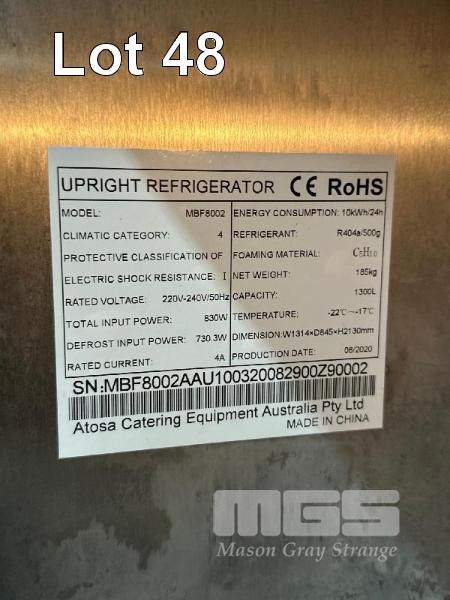 Lot 48
UPRIGHT REFRIGERATOR CE RoHS
MODEL: MBF8002
CLIMATIC CATEGORY: 4
PROTECTIVE CLASSIFICATION OF
ELECTRIC SHOCK RESISTANCE: I
RATED VOLTAGE: 220V-240V/50Hz
TOTAL INPUT POWER: 830W
DEFROST INPUT POWER: 730.3W
RATED CURRENT: 4A
ENERGY CONSUMPTION: 10kWh/24h
REFRIGERANT: R404a/500g
FOAMING MATERIAL: C5H10
NET WEIGHT: 185kg
CAPACITY: 1300L
TEMPERATURE: -22℃~-17℃
DIMENSION:W1314×D845×H2130mm
PRODUCTION DATE: 08/2020
SN:MBF8002AAU100320082900Z90002
Atosa Catering Equipment Australia Pty Ltd
MADE IN CHINA
MGS
Mason Gray Strange